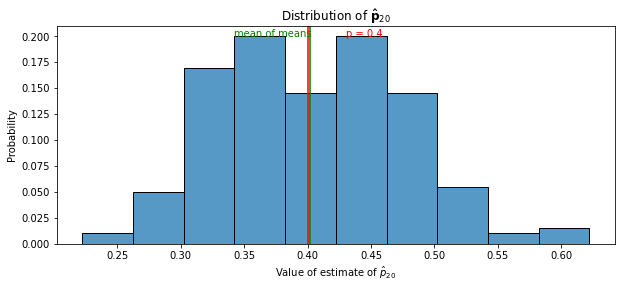 Distribution of p̂₂₀
mean of means
p = 0.4
Probability
0.200
0.175
0.150
0.125
0.100
0.075
0.050
0.025
0.000
0.25 0.30 0.35 0.40 0.45 0.50 0.55 0.60
Value of estimate of p̂₂₀